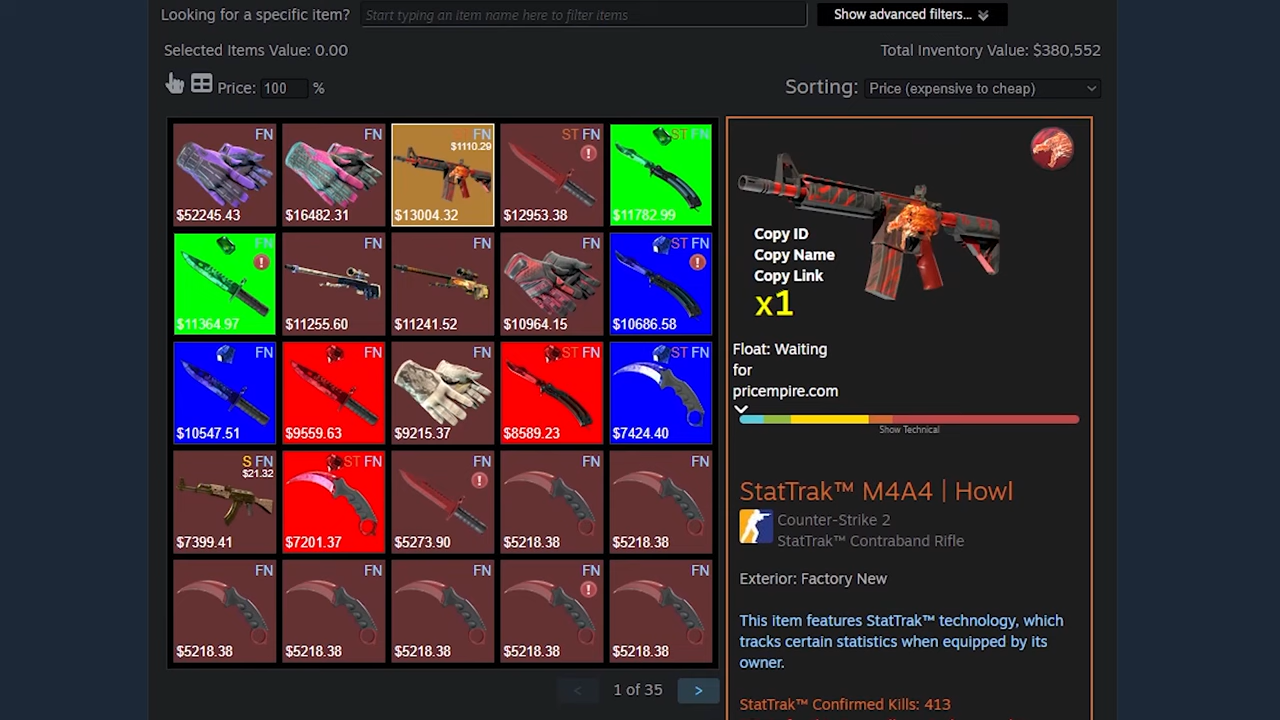 Looking for a specific item?
Start typing an item name here to filter items
Show advanced filters...
Selected Items Value: 0.00
Total Inventory Value: $380,552
Price: 100 %
Sorting: Price (expensive to cheap)
FN
$52245.43
FN
$16482.31
ST FN
$1110.29
$13004.32
ST FN
$12953.38
ST FN
$11782.99
FN
$11364.97
FN
$11255.60
FN
$11241.52
FN
$10964.15
ST FN
$10686.58
FN
$10547.51
FN
$9559.63
FN
$9215.37
ST FN
$8589.23
ST FN
$7424.40
S FN
$21.32
$7399.41
ST FN
$7201.37
FN
$5273.90
FN
$5218.38
FN
$5218.38
FN
$5218.38
FN
$5218.38
FN
$5218.38
FN
$5218.38
FN
$5218.38
< 1 of 35 >
Copy ID
Copy Name
Copy Link
x1
Float: Waiting
for
pricempire.com
Show Technical
StatTrak™ M4A4 | Howl
Counter-Strike 2
StatTrak™ Contraband Rifle
Exterior: Factory New
This item features StatTrak™ technology, which
tracks certain statistics when equipped by its
owner.
StatTrak™ Confirmed Kills: 413